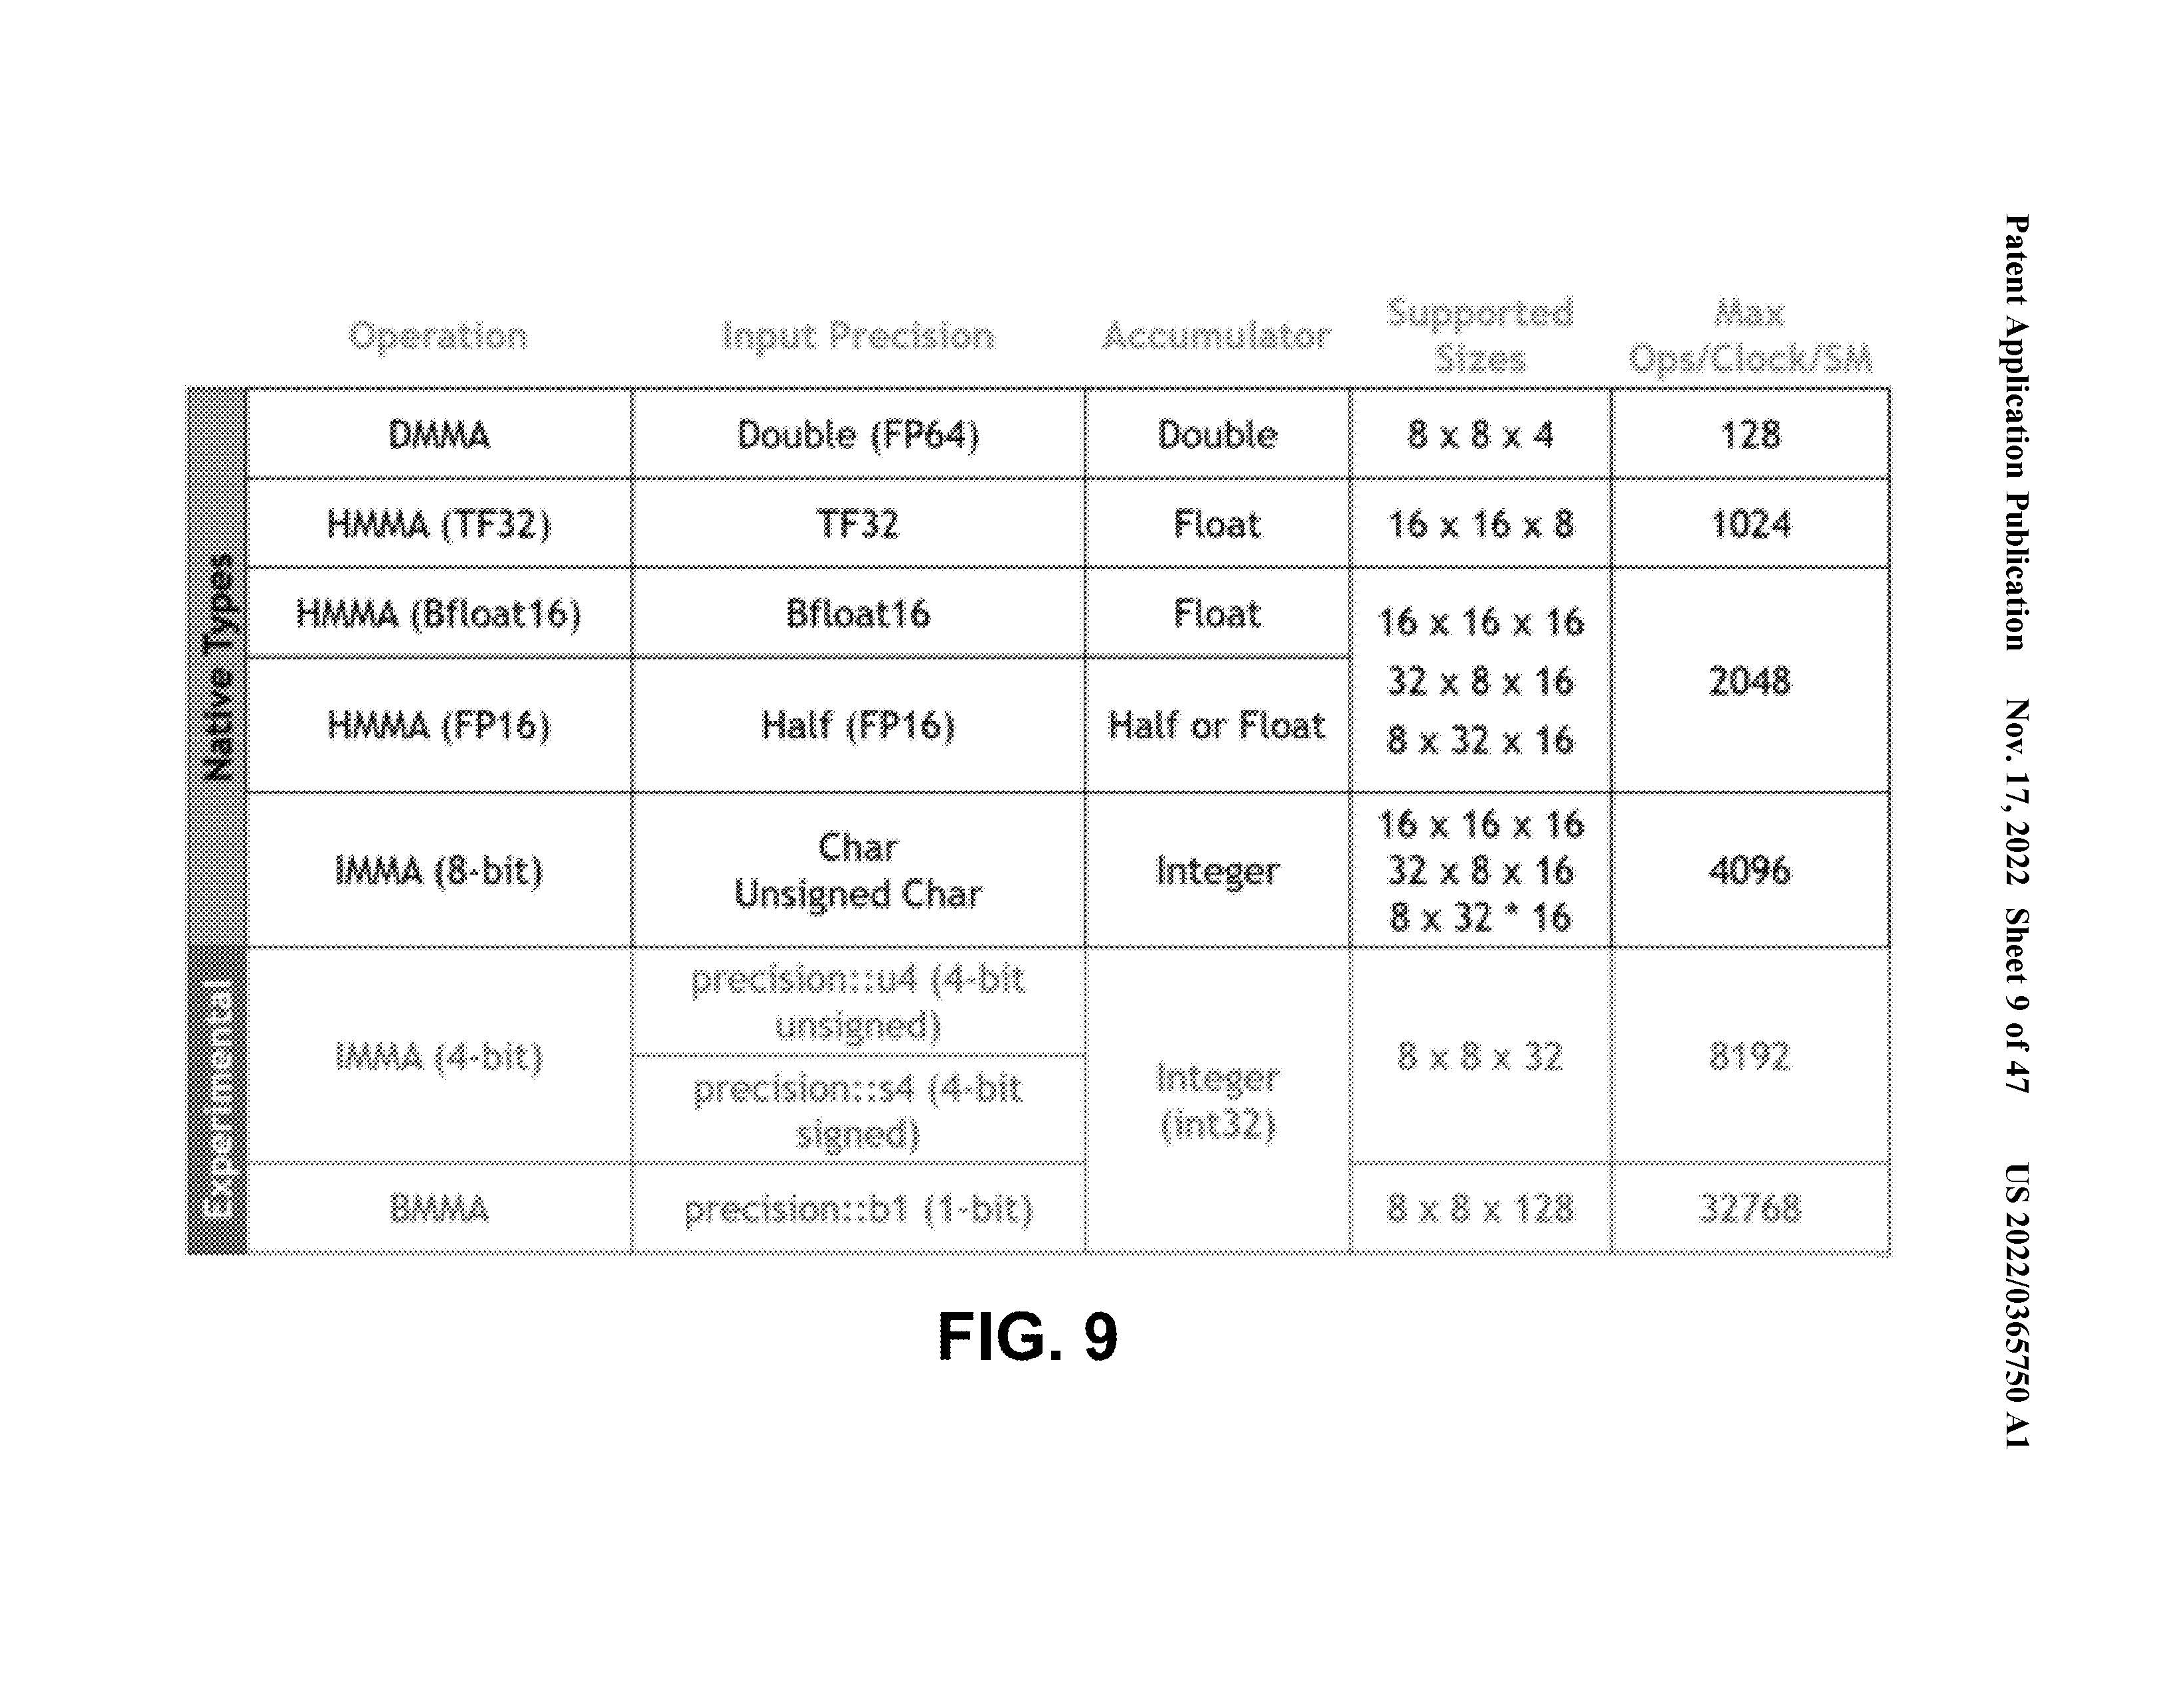 Patent Application Publication Nov. 17, 2022 Sheet 9 of 47 US 2022/0365750 A1
Operation Input Precision Accumulator Supported Sizes Max Ops/Clock/SM
Native Types
DMMA Double (FP64) Double 8 x 8 x 4 128
HMMA (TF32) TF32 Float 16 x 16 x 8 1024
HMMA (Bfloat16) Bfloat16 Float
16 x 16 x 16
32 x 8 x 16
8 x 32 x 16
2048
HMMA (FP16) Half (FP16) Half or Float
IMMA (8-bit)
Char
Unsigned Char
Integer
16 x 16 x 16
32 x 8 x 16
8 x 32 * 16
4096
Experimental
IMMA (4-bit)
precision::u4 (4-bit
unsigned)
precision::s4 (4-bit
signed)
Integer
(int32)
8 x 8 x 32
8192
BMMA precision::b1 (1-bit) 8 x 8 x 128 32768
FIG. 9